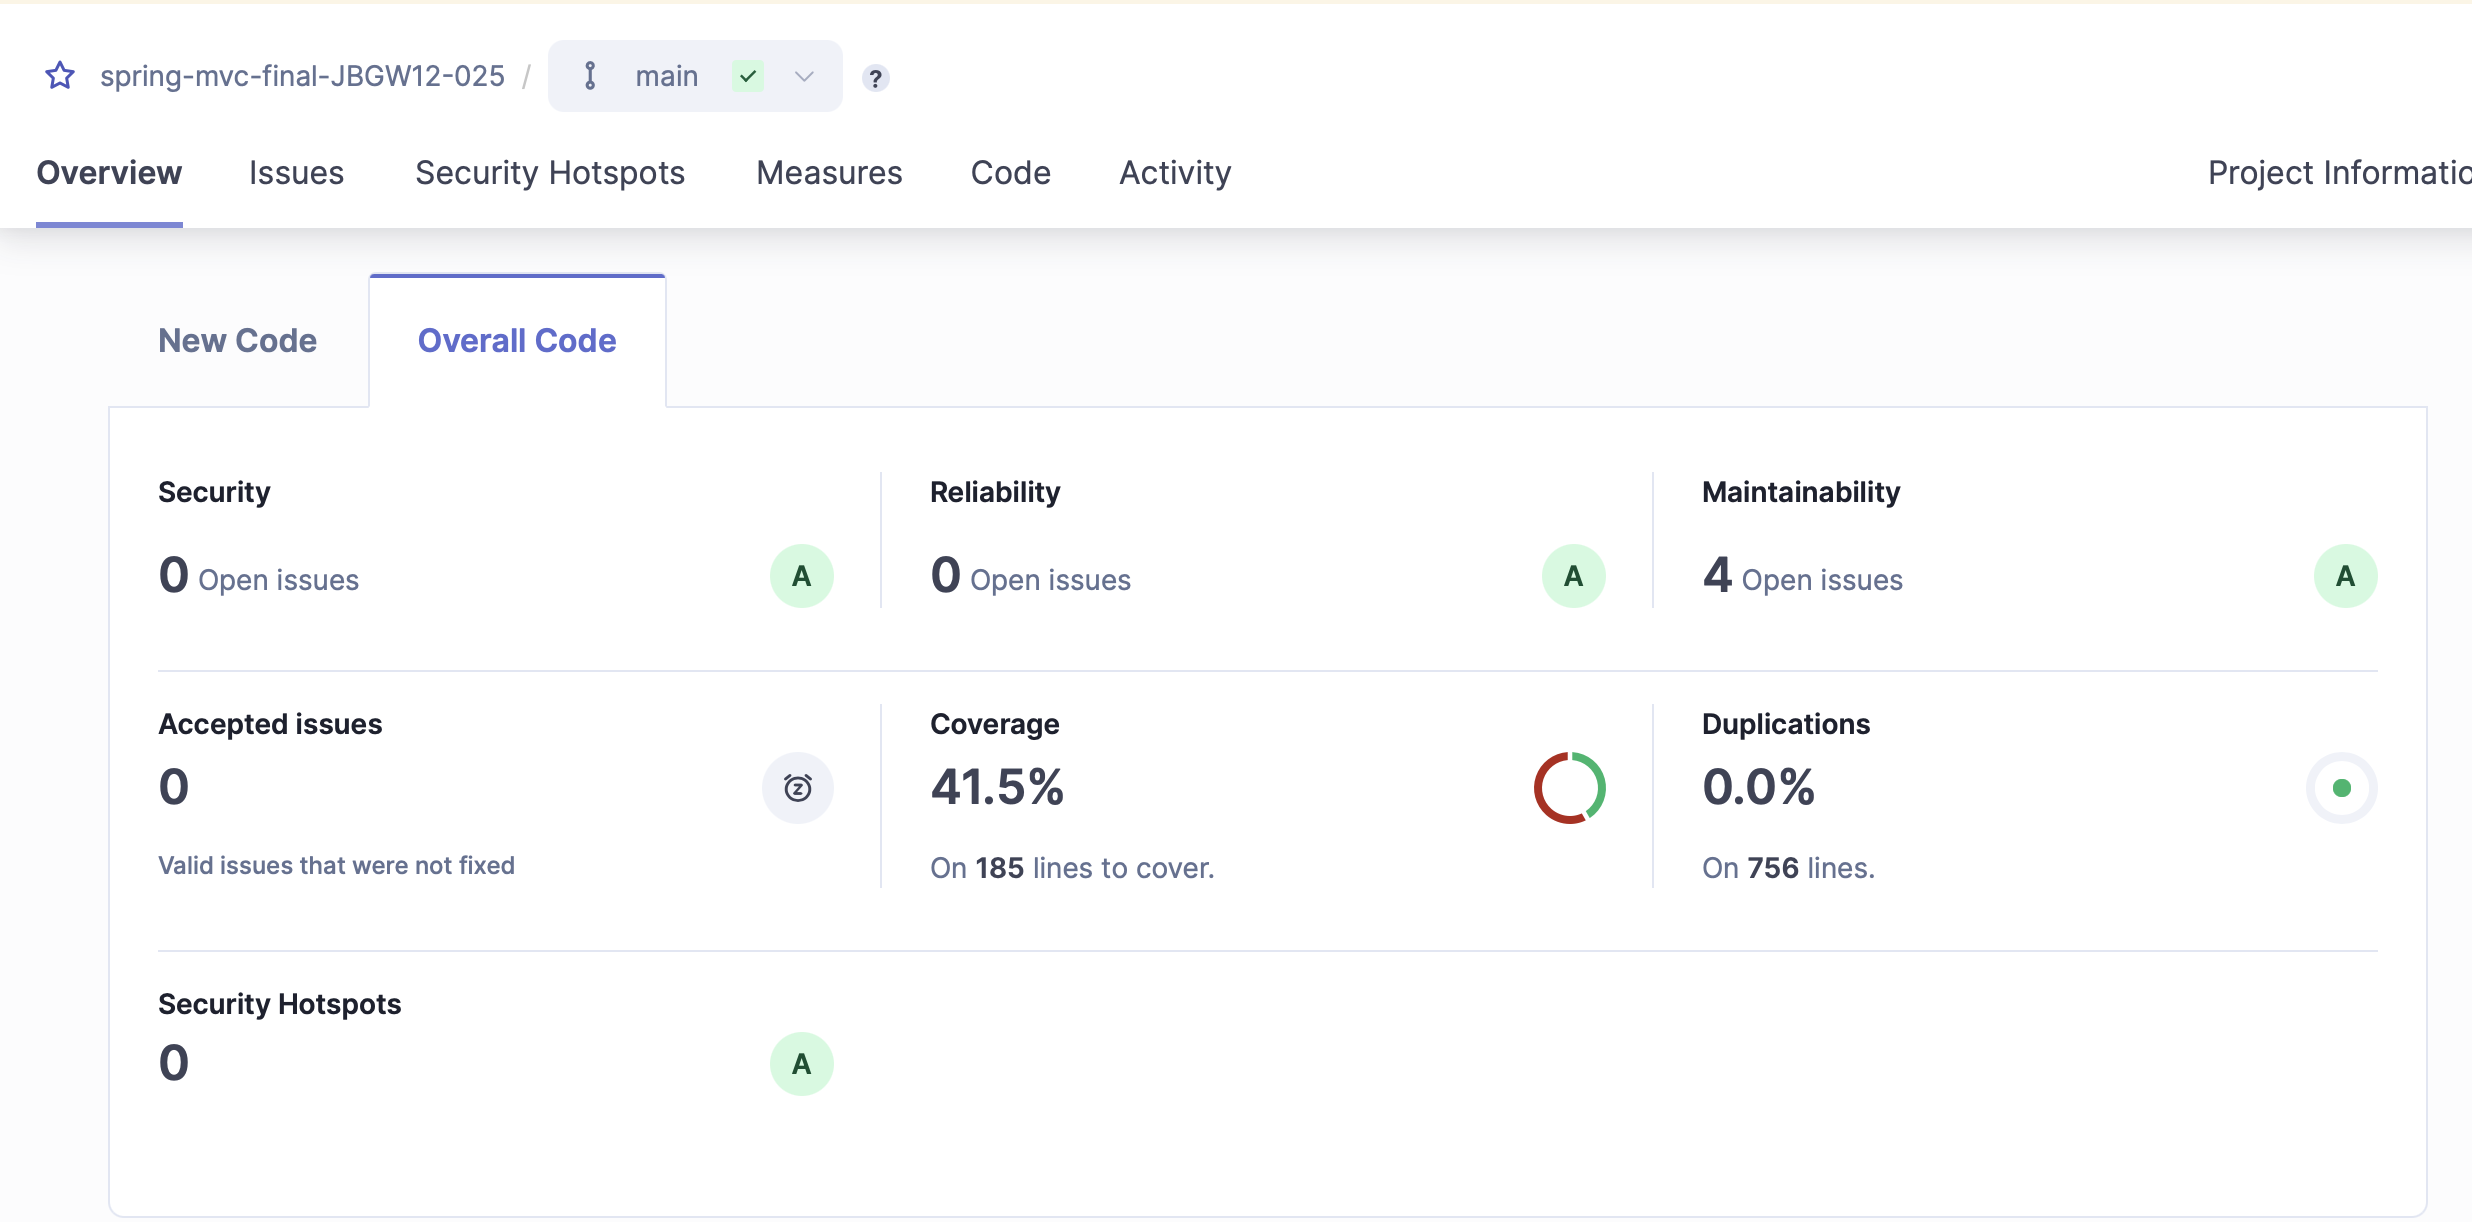 spring-mvc-final-JBGW12-025 / main ?
Overview Issues Security Hotspots Measures Code Activity Project Informatio
New Code Overall Code
Security
0 Open issues A
Reliability
0 Open issues A
Maintainability
4 Open issues A
Accepted issues
0
Valid issues that were not fixed
Coverage
41.5%
On 185 lines to cover.
Duplications
0.0%
On 756 lines.
Security Hotspots
0 A